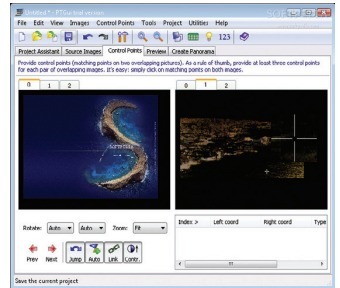 Untitled * - PTGui trial version
File Edit View Images Control Points Tools Project Utilities Help
123
Project Assistant Source Images Control Points Preview Create Panorama
Provide control points (matching points on two overlapping pictures). As a rule of thumb, provide at least three control points
for each pair of overlapping images. It's easy: simply click on matching points on both images.
0 1 2 0 1 2
Rotate: Auto Auto Zoom: Fit
Index > Left coord Right coord Type
Prev Next Jump Auto Link Contr.
Save the current project